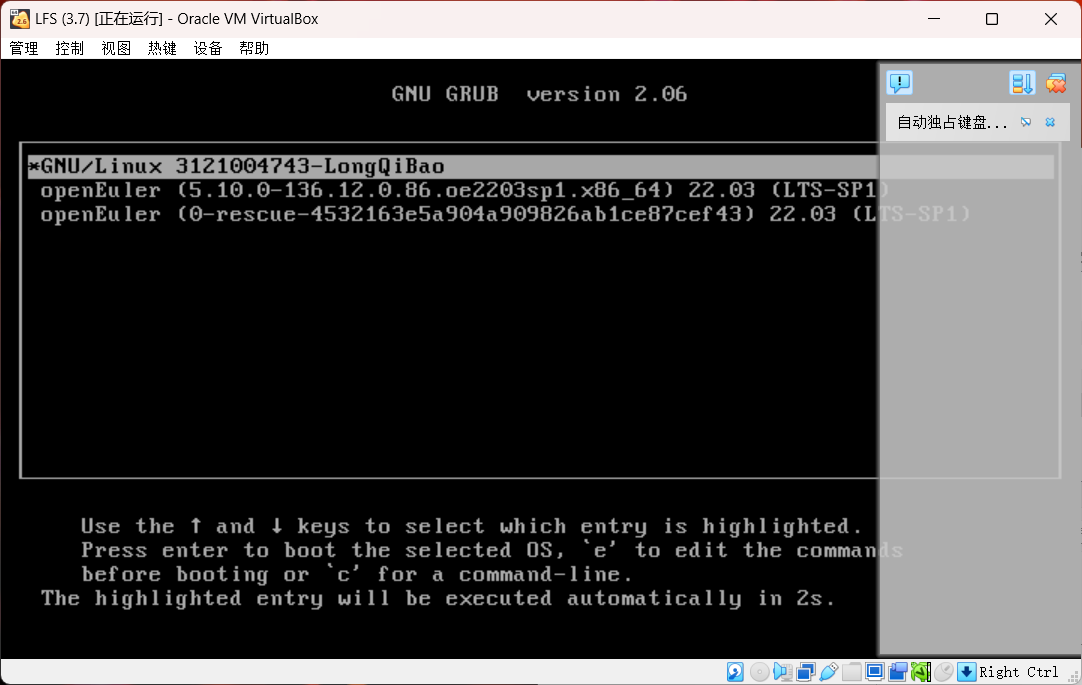 LFS (3.7) [正在运行] - Oracle VM VirtualBox
管理 控制 视图 热键 设备 帮助
GNU GRUB version 2.06
自动独占键盘...
*GNU/Linux 3121004743-LongQiBao
openEuler (5.10.0-136.12.0.86.oe2203sp1.x86_64) 22.03 (LTS-SP1)
openEuler (0-rescue-4532163e5a904a909826ab1ce87cef43) 22.03 (LTS-SP1)
Use the ↑ and ↓ keys to select which entry is highlighted.
Press enter to boot the selected OS, `e' to edit the commands
before booting or `c' for a command-line.
The highlighted entry will be executed automatically in 2s.
Right Ctrl